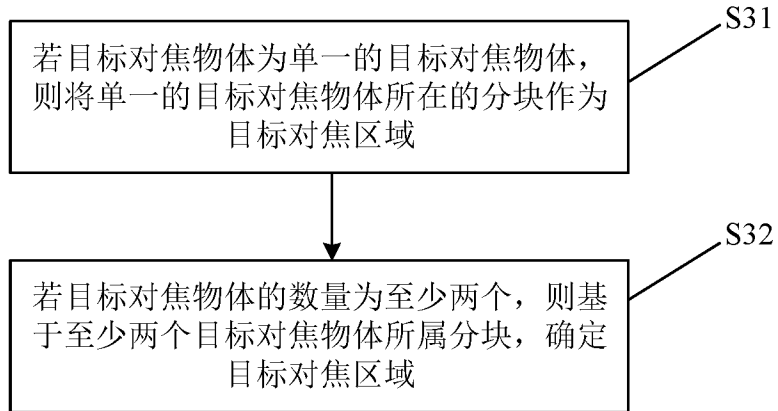 S31
若目标对焦物体为单一的目标对焦物体，
则将单一的目标对焦物体所在的分块作为
目标对焦区域
S32
若目标对焦物体的数量为至少两个，则基
于至少两个目标对焦物体所属分块，确定
目标对焦区域